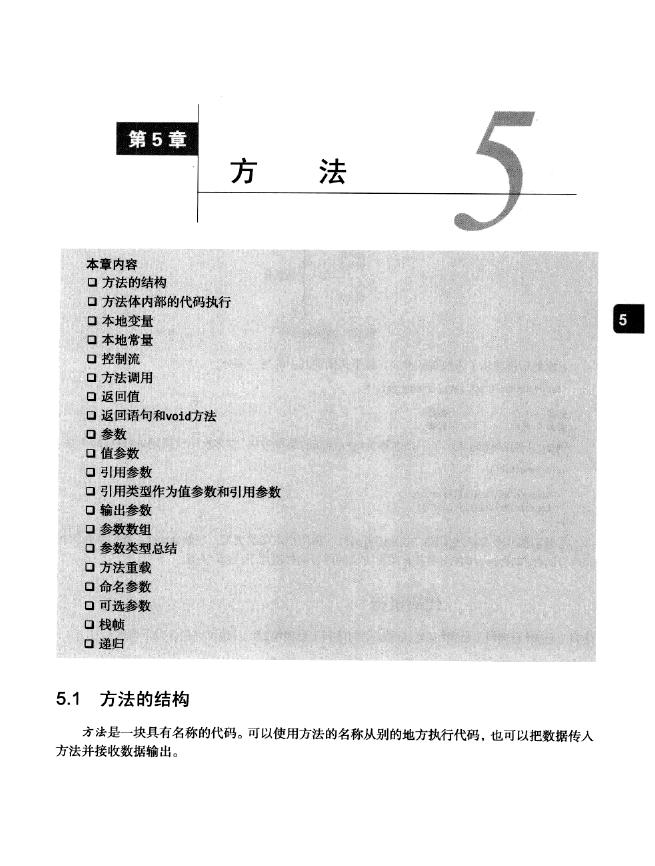 第5章
方 法
5
本章内容
❑ 方法的结构
❑ 方法体内部的代码执行
❑ 本地变量
❑ 本地常量
❑ 控制流
❑ 方法调用
❑ 返回值
❑ 返回语句和void方法
❑ 参数
❑ 值参数
❑ 引用参数
❑ 引用类型作为值参数和引用参数
❑ 输出参数
❑ 参数数组
❑ 参数类型总结
❑ 方法重载
❑ 命名参数
❑ 可选参数
❑ 栈帧
❑ 递归
5
5.1 方法的结构
方法是一块具有名称的代码。可以使用方法的名称从别的地方执行代码，也可以把数据传入
方法并接收数据输出。